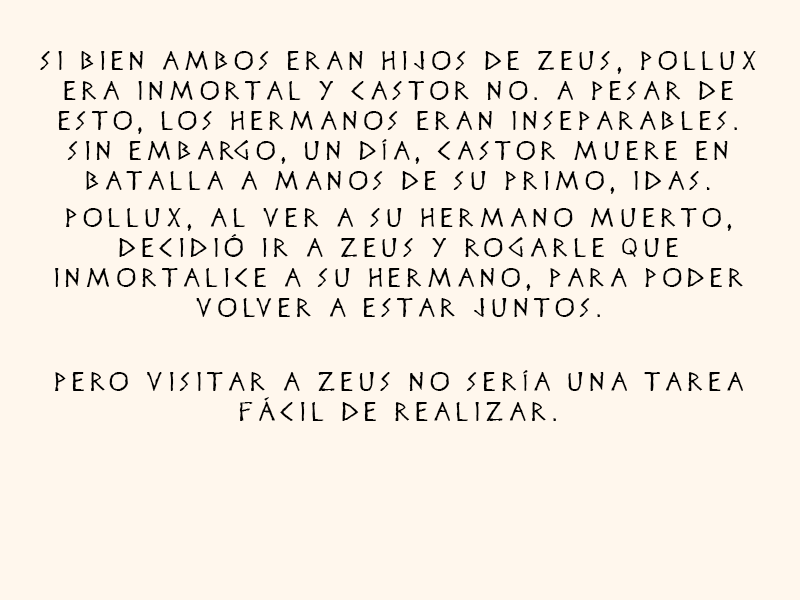 SI BIEN AMBOS ERAN HIJOS DE ZEUS, POLLUX
ERA INMORTAL Y CASTOR NO. A PESAR DE
ESTO, LOS HERMANOS ERAN INSEPARABLES.
SIN EMBARGO, UN DÍA, CASTOR MUERE EN
BATALLA A MANOS DE SU PRIMO, IDAS.
POLLUX, AL VER A SU HERMANO MUERTO,
DECIDIÓ IR A ZEUS Y ROGARLE QUE
INMORTALICE A SU HERMANO, PARA PODER
VOLVER A ESTAR JUNTOS.
PERO VISITAR A ZEUS NO SERÍA UNA TAREA
FÁCIL DE REALIZAR.